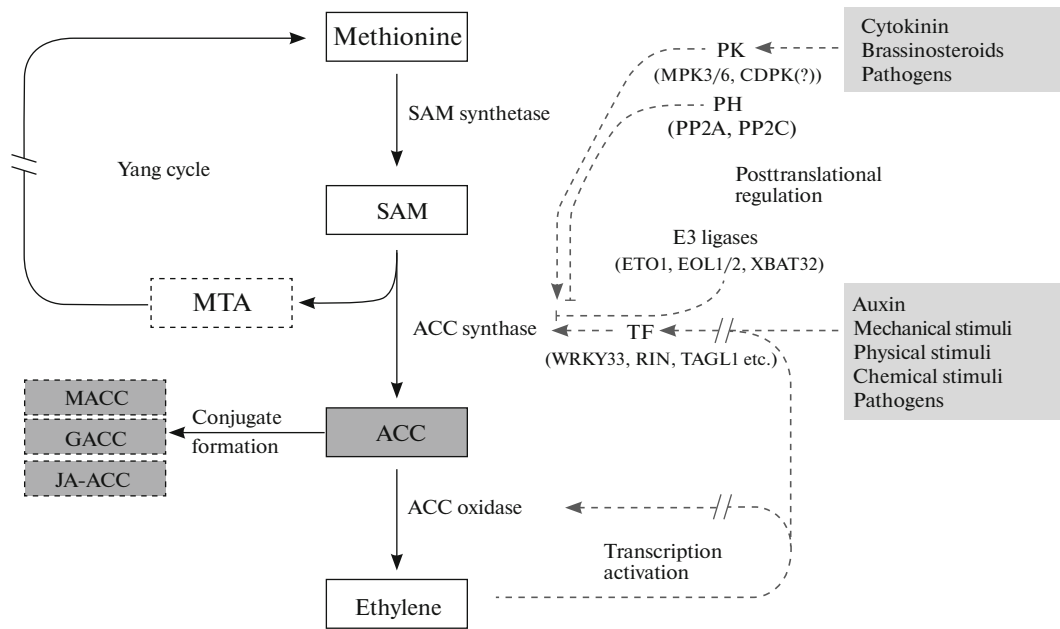 Methionine
SAM synthetase
Yang cycle
SAM
MTA
ACC synthase
MACC
GACC
JA-ACC
Conjugate
formation
ACC
ACC oxidase
Ethylene
PK
(MPK3/6, CDPK(?))
PH
(PP2A, PP2C)
Posttranslational
regulation
E3 ligases
(ETO1, EOL1/2, XBAT32)
TF
(WRKY33, RIN, TAGL1 etc.)
Transcription
activation
Cytokinin
Brassinosteroids
Pathogens
Auxin
Mechanical stimuli
Physical stimuli
Chemical stimuli
Pathogens